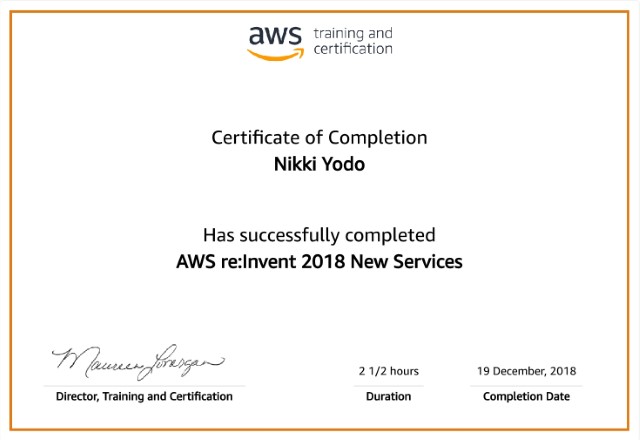 aws training and
certification
Certificate of Completion
Nikki Yodo
Has successfully completed
AWS re:Invent 2018 New Services
Maureen Lonergan
2 1/2 hours
19 December, 2018
Director, Training and Certification
Duration
Completion Date